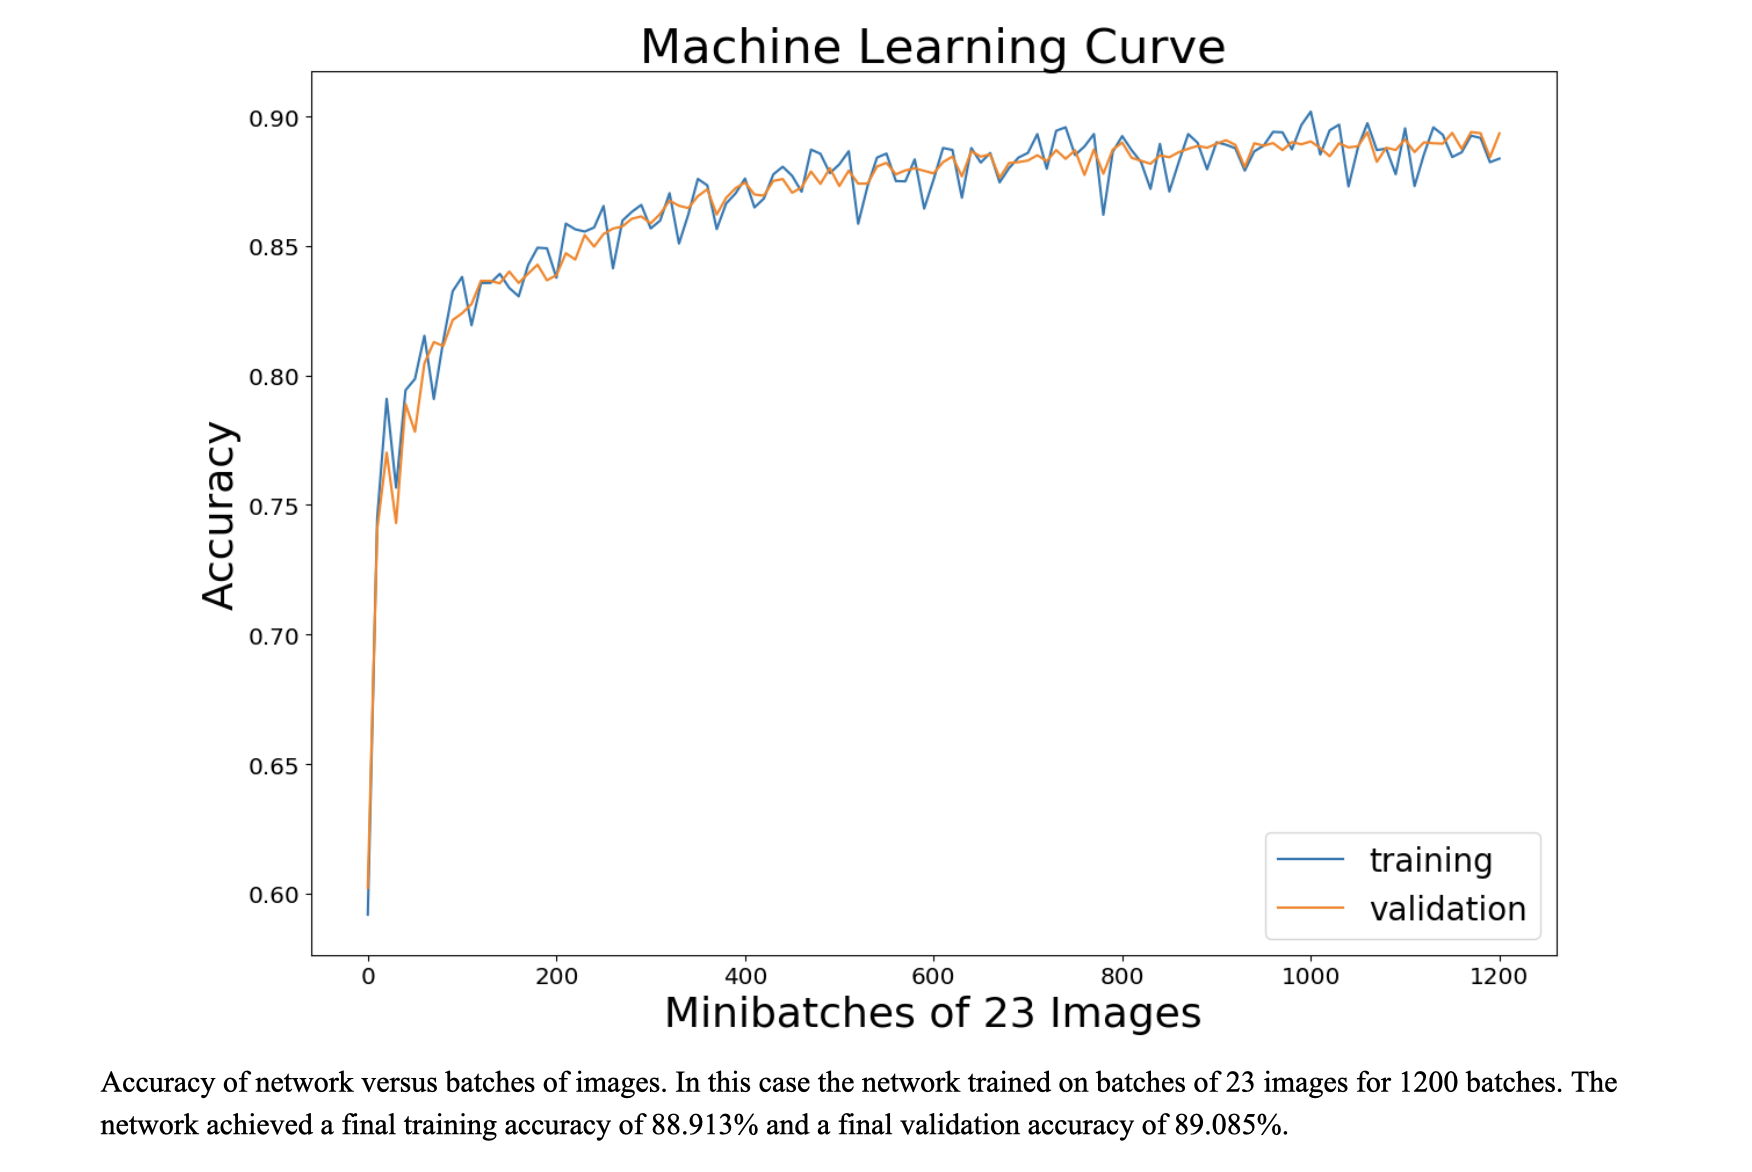 Machine Learning Curve
0.90
0.85
0.80
0.75
0.70
0.65
0.60
Accuracy
training
validation
0 200 400 600 800 1000 1200
Minibatches of 23 Images
Accuracy of network versus batches of images. In this case the network trained on batches of 23 images for 1200 batches. The
network achieved a final training accuracy of 88.913% and a final validation accuracy of 89.085%.